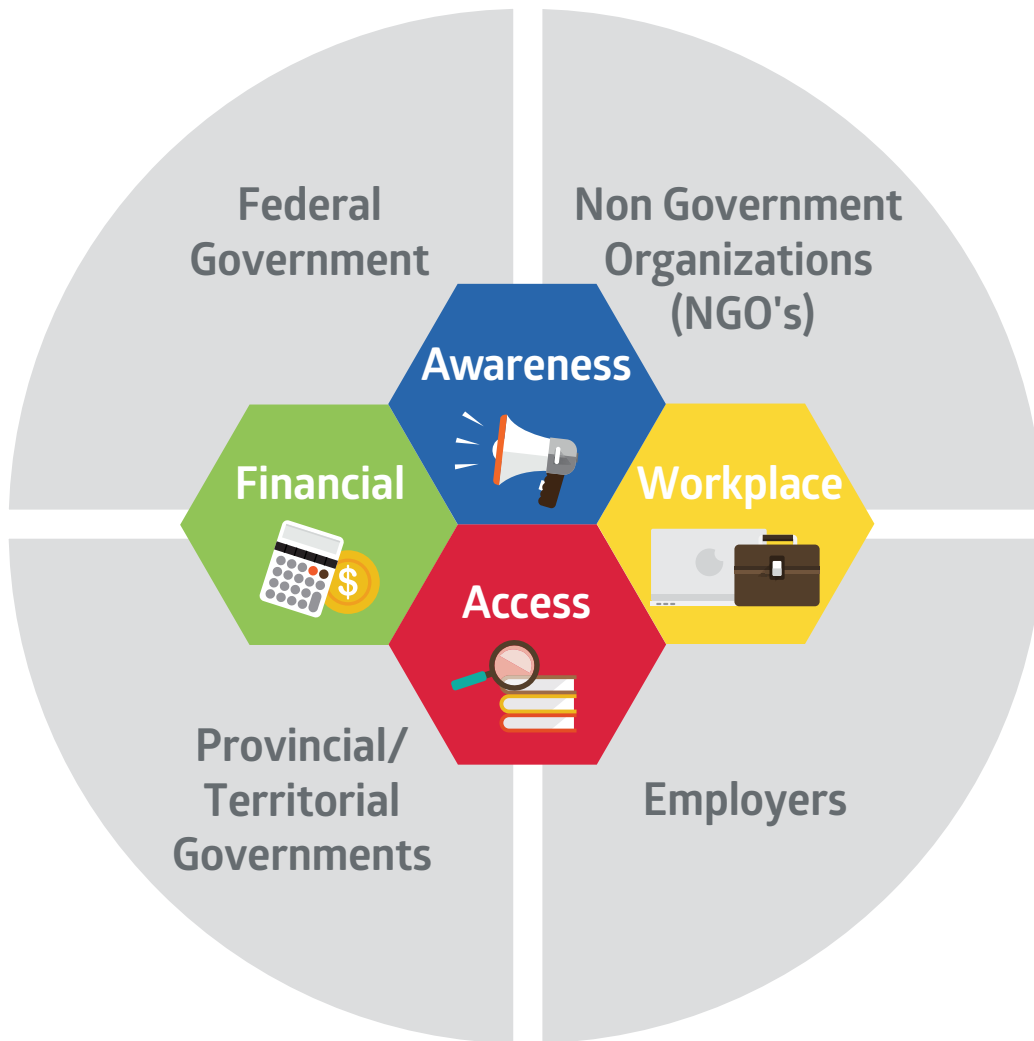 Federal
Government
Non Government
Organizations
(NGO's)
Awareness
Financial
$
Workplace
Access
Provincial/
Territorial
Governments
Employers